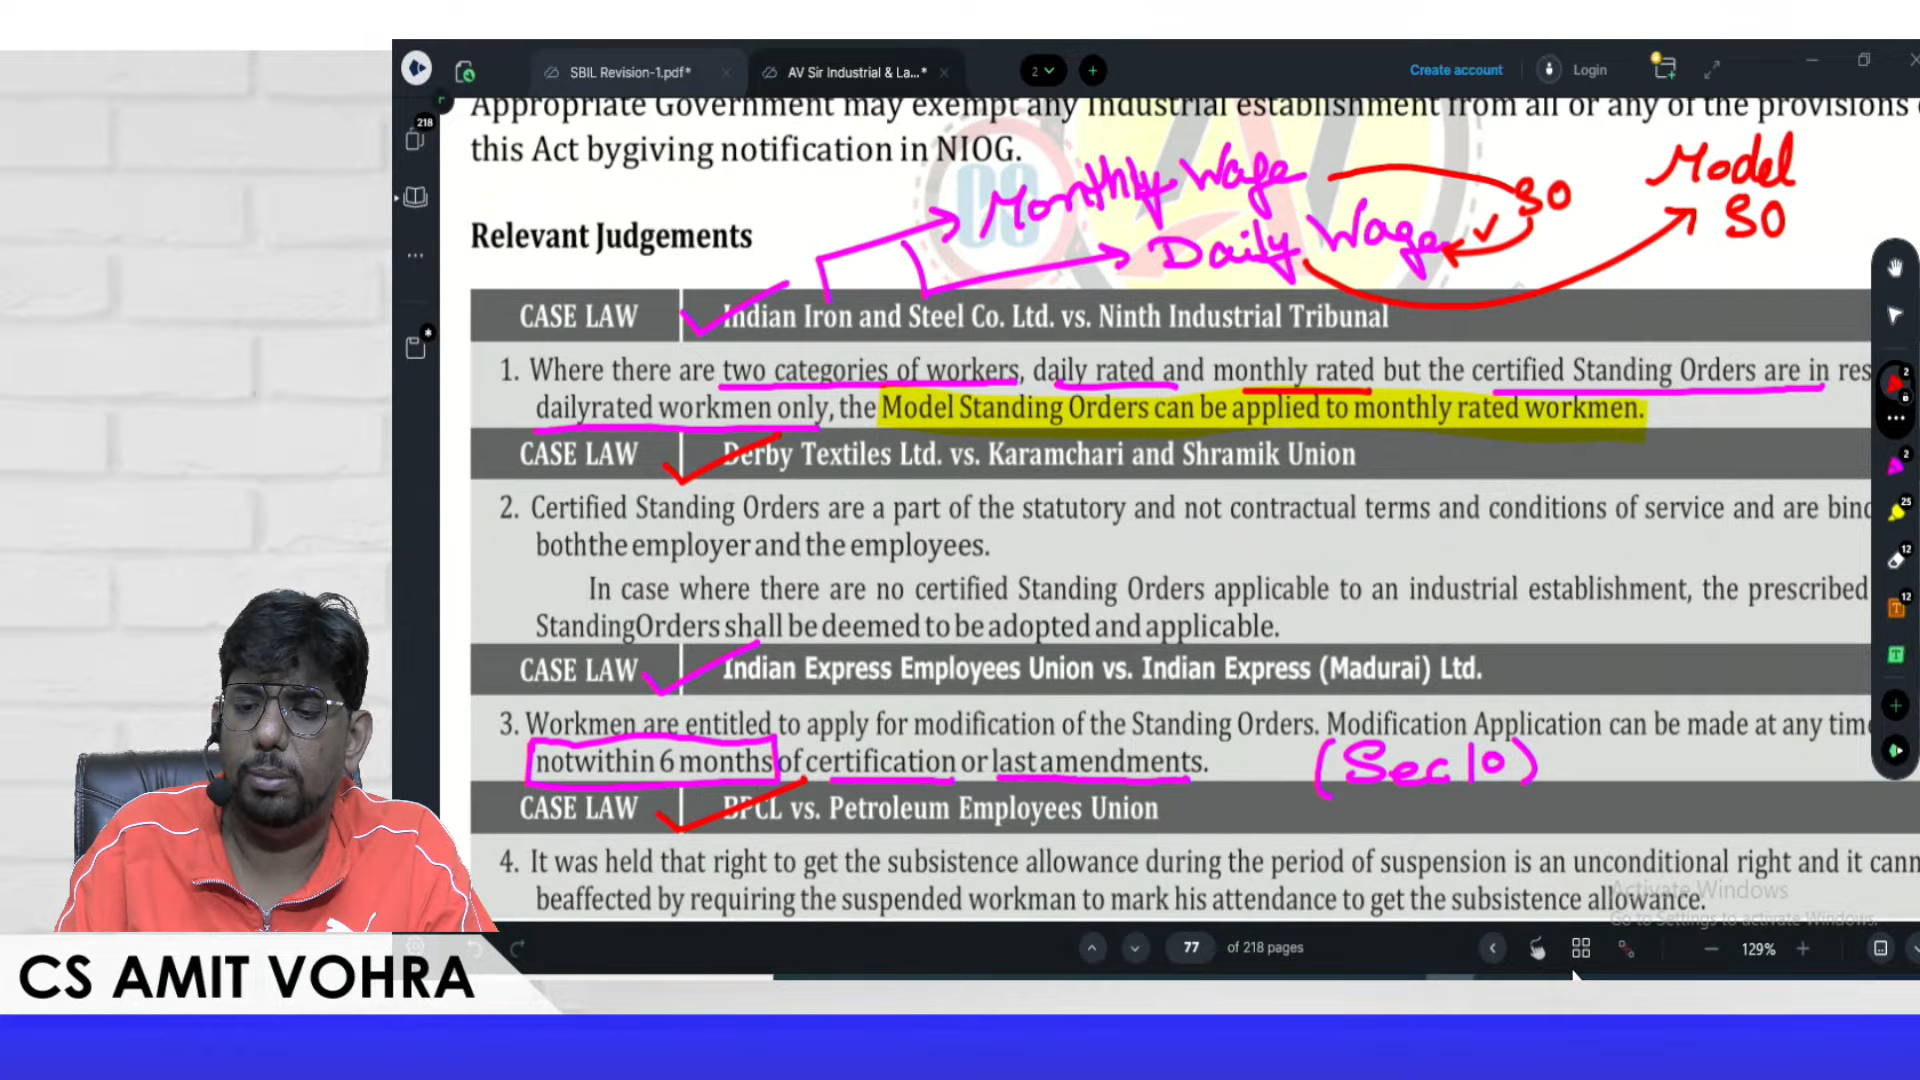 SBIL Revision-1.pdf*
AV Sir Industrial & La...*
2
Create account
Login
218
Appropriate Government may exempt any industrial establishment from all or any of the provisions
this Act bygiving notification in NIOG.
Monthly Wage
SO
Model
SO
Daily Wage
Relevant Judgements
CASE LAW Indian Iron and Steel Co. Ltd. vs. Ninth Industrial Tribunal
1. Where there are two categories of workers, daily rated and monthly rated but the certified Standing Orders are in res
dailyrated workmen only, the Model Standing Orders can be applied to monthly rated workmen.
CASE LAW Derby Textiles Ltd. vs. Karamchari and Shramik Union
2. Certified Standing Orders are a part of the statutory and not contractual terms and conditions of service and are bind
boththe employer and the employees.
In case where there are no certified Standing Orders applicable to an industrial establishment, the prescribed
StandingOrders shall be deemed to be adopted and applicable.
CASE LAW Indian Express Employees Union vs. Indian Express (Madurai) Ltd.
3. Workmen are entitled to apply for modification of the Standing Orders. Modification Application can be made at any tim
notwithin 6 months of certification or last amendments.
(Sec 10)
CASE LAW BPCL vs. Petroleum Employees Union
4. It was held that right to get the subsistence allowance during the period of suspension is an unconditional right and it cann
beaffected by requiring the suspended workman to mark his attendance to get the subsistence allowance.
Activate Windows
Go to Settings to activate Windows.
77 of 218 pages
129%
2
2
25
12
12
CS AMIT VOHRA